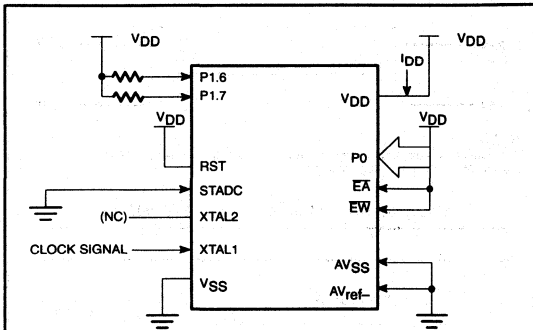 VDD
VDD
IDD
P1.6
P1.7
VDD
VDD
VDD
P0
RST
EA
STADC
EW
(NC)
XTAL2
CLOCK SIGNAL
XTAL1
AVSS
VSS
AVref–